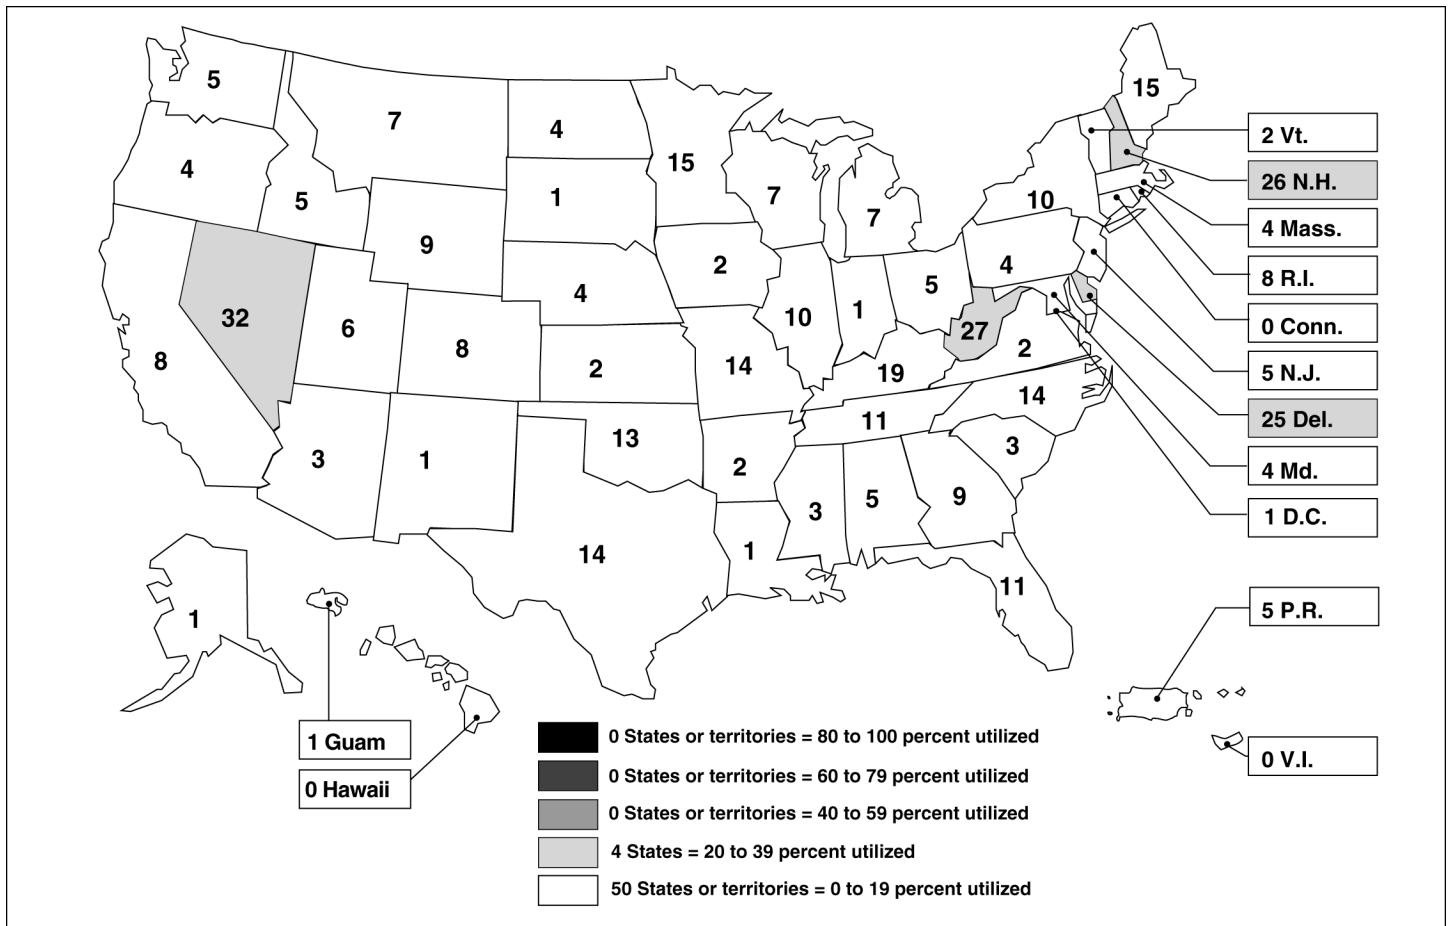 15
5
7
4
2 Vt.
4
15
26 N.H.
5
1
7
7
10
4 Mass.
9
2
4
5
8 R.I.
4
32
6
8
10
1
27
2
0 Conn.
8
2
14
19
14
5 N.J.
3
1
13
2
11
3
25 Del.
4 Md.
3
5
9
1 D.C.
14
1
11
1
5 P.R.
1 Guam
0 Hawaii
0 V.I.
0 States or territories = 80 to 100 percent utilized
0 States or territories = 60 to 79 percent utilized
0 States or territories = 40 to 59 percent utilized
4 States = 20 to 39 percent utilized
50 States or territories = 0 to 19 percent utilized